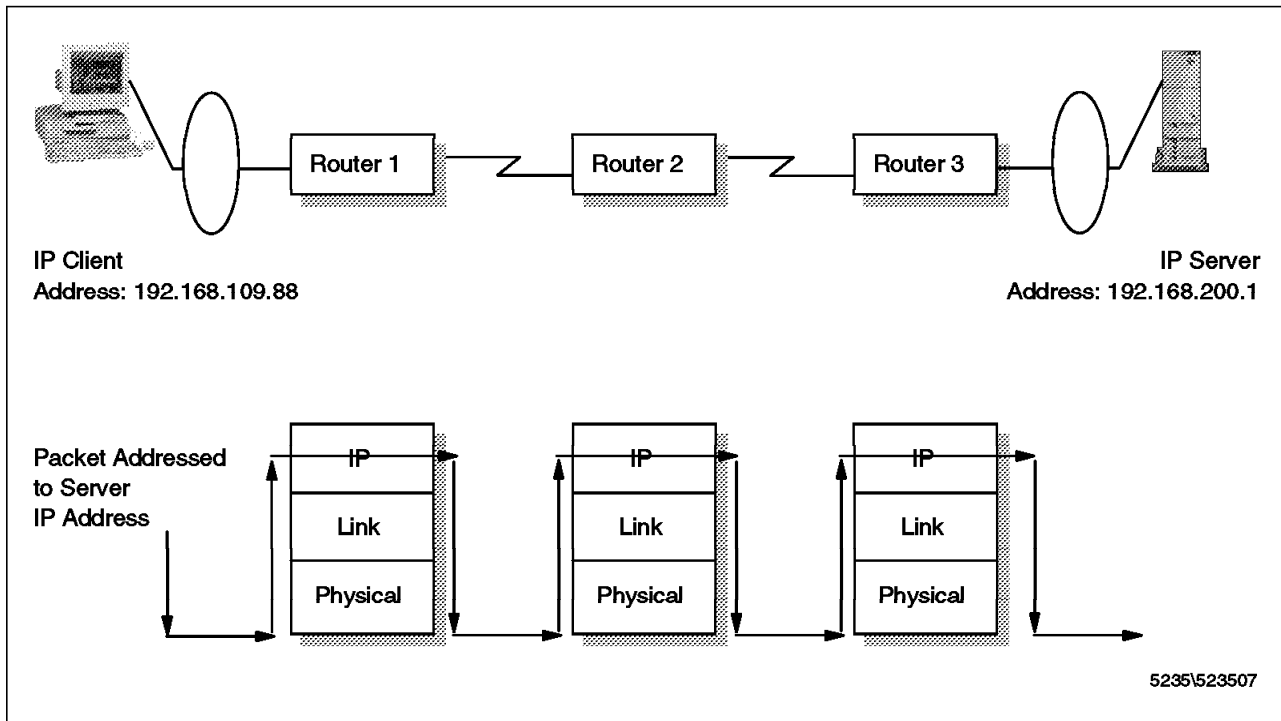 Router 1
Router 2
Router 3
IP Client
Address: 192.168.109.88
IP Server
Address: 192.168.200.1
Packet Addressed
to Server
IP Address
IP
Link
Physical
IP
Link
Physical
IP
Link
Physical
5235\523507